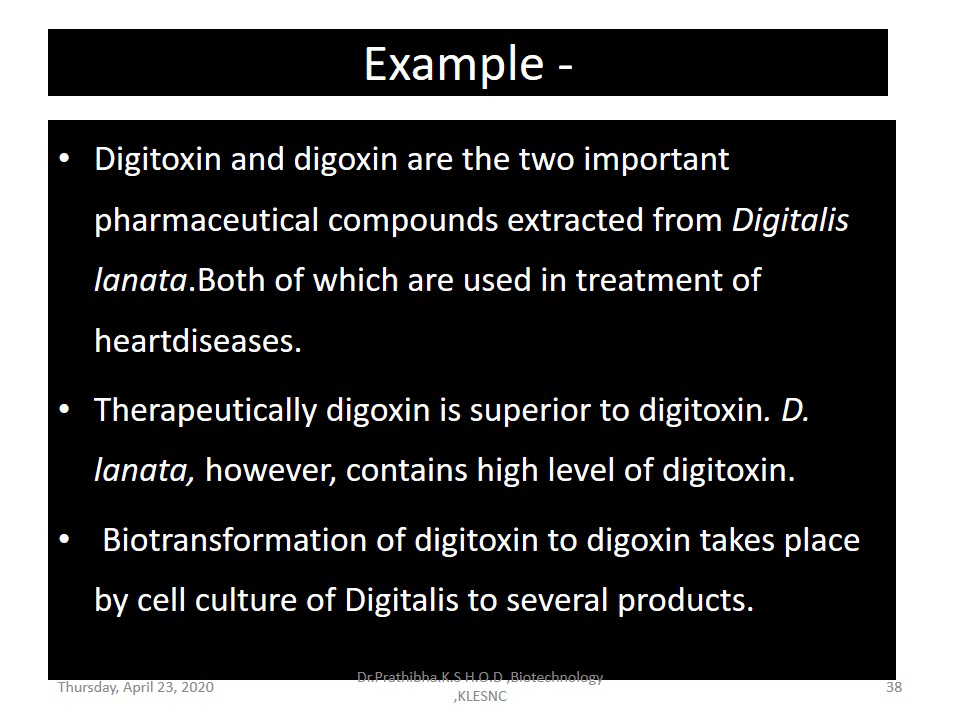 Example -
• Digitoxin and digoxin are the two important
pharmaceutical compounds extracted from Digitalis
lanata.Both of which are used in treatment of
heartdiseases.
• Therapeutically digoxin is superior to digitoxin. D.
lanata, however, contains high level of digitoxin.
• Biotransformation of digitoxin to digoxin takes place
by cell culture of Digitalis to several products.
Thursday, April 23, 2020
Dr.Prathibha.K.S H.O.D ,Biotechnology
,KLESNC
38